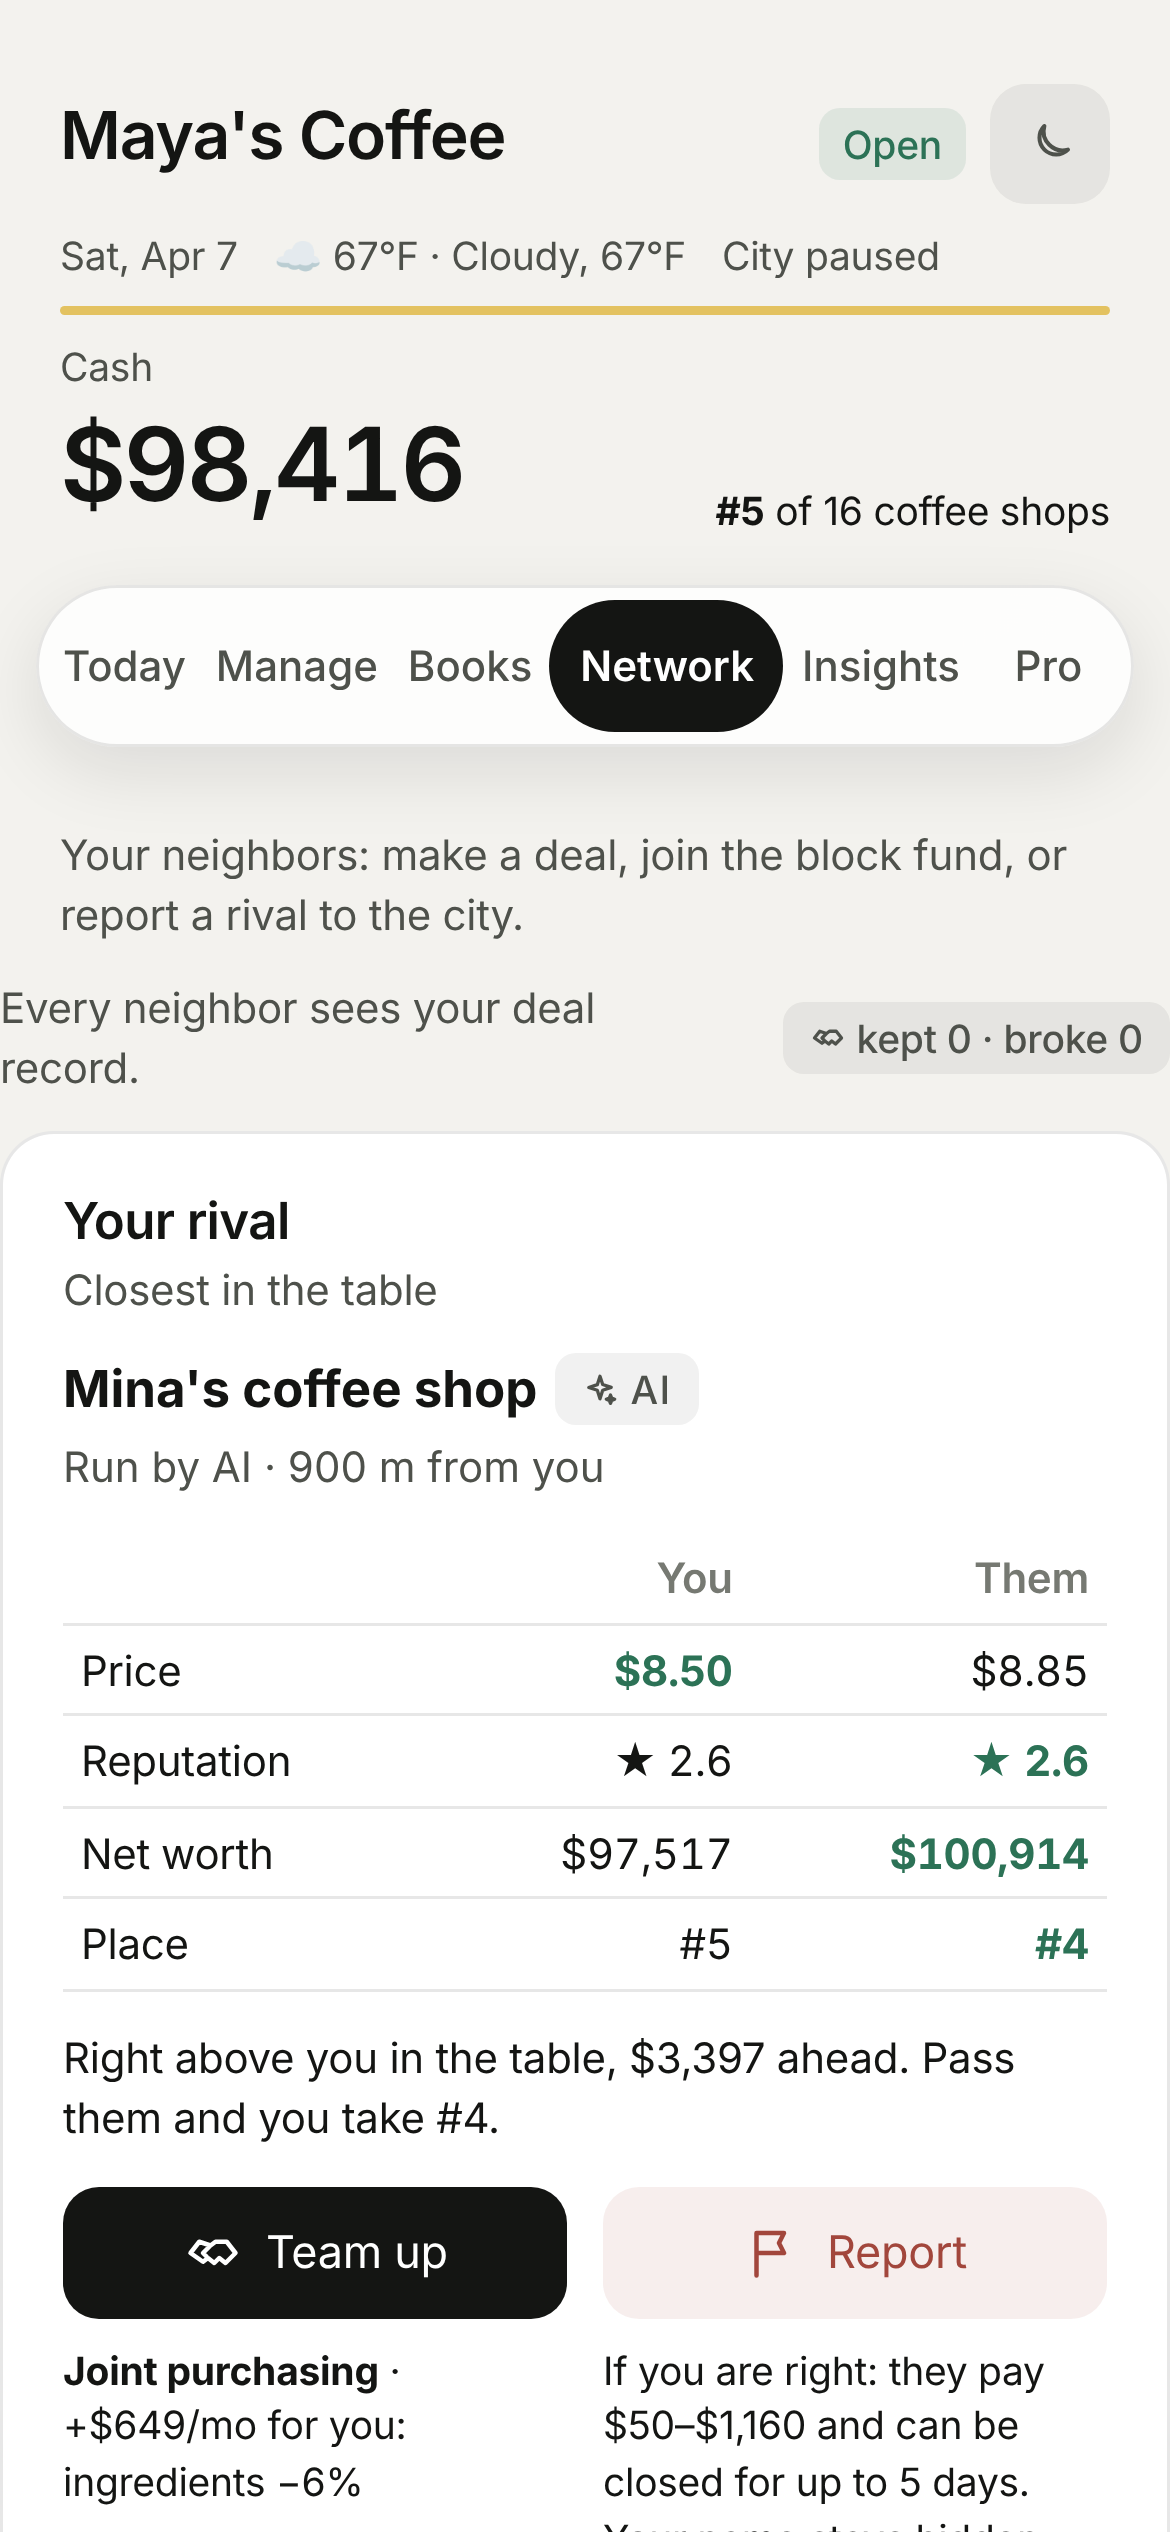 Maya's Coffee
Open
Sat, Apr 7 67°F · Cloudy, 67°F City paused
Cash
$98,416
#5 of 16 coffee shops
Today Manage Books Network Insights Pro
Your neighbors: make a deal, join the block fund, or
report a rival to the city.
Every neighbor sees your deal
record.
kept 0 · broke 0
Your rival
Closest in the table
Mina's coffee shop AI
Run by AI · 900 m from you
You Them
Price $8.50 $8.85
Reputation ★ 2.6 ★ 2.6
Net worth $97,517 $100,914
Place #5 #4
Right above you in the table, $3,397 ahead. Pass
them and you take #4.
Team up
Report
Joint purchasing ·
+$649/mo for you:
ingredients −6%
If you are right: they pay
$50–$1,160 and can be
closed for up to 5 days.